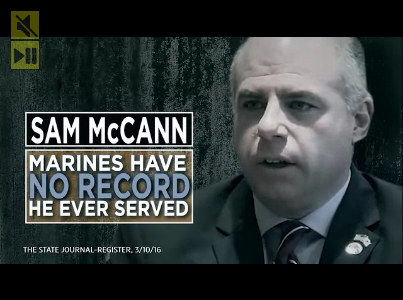 SAM McCANN
MARINES HAVE
NO RECORD
HE EVER SERVED
THE STATE JOURNAL-REGISTER, 3/10/16